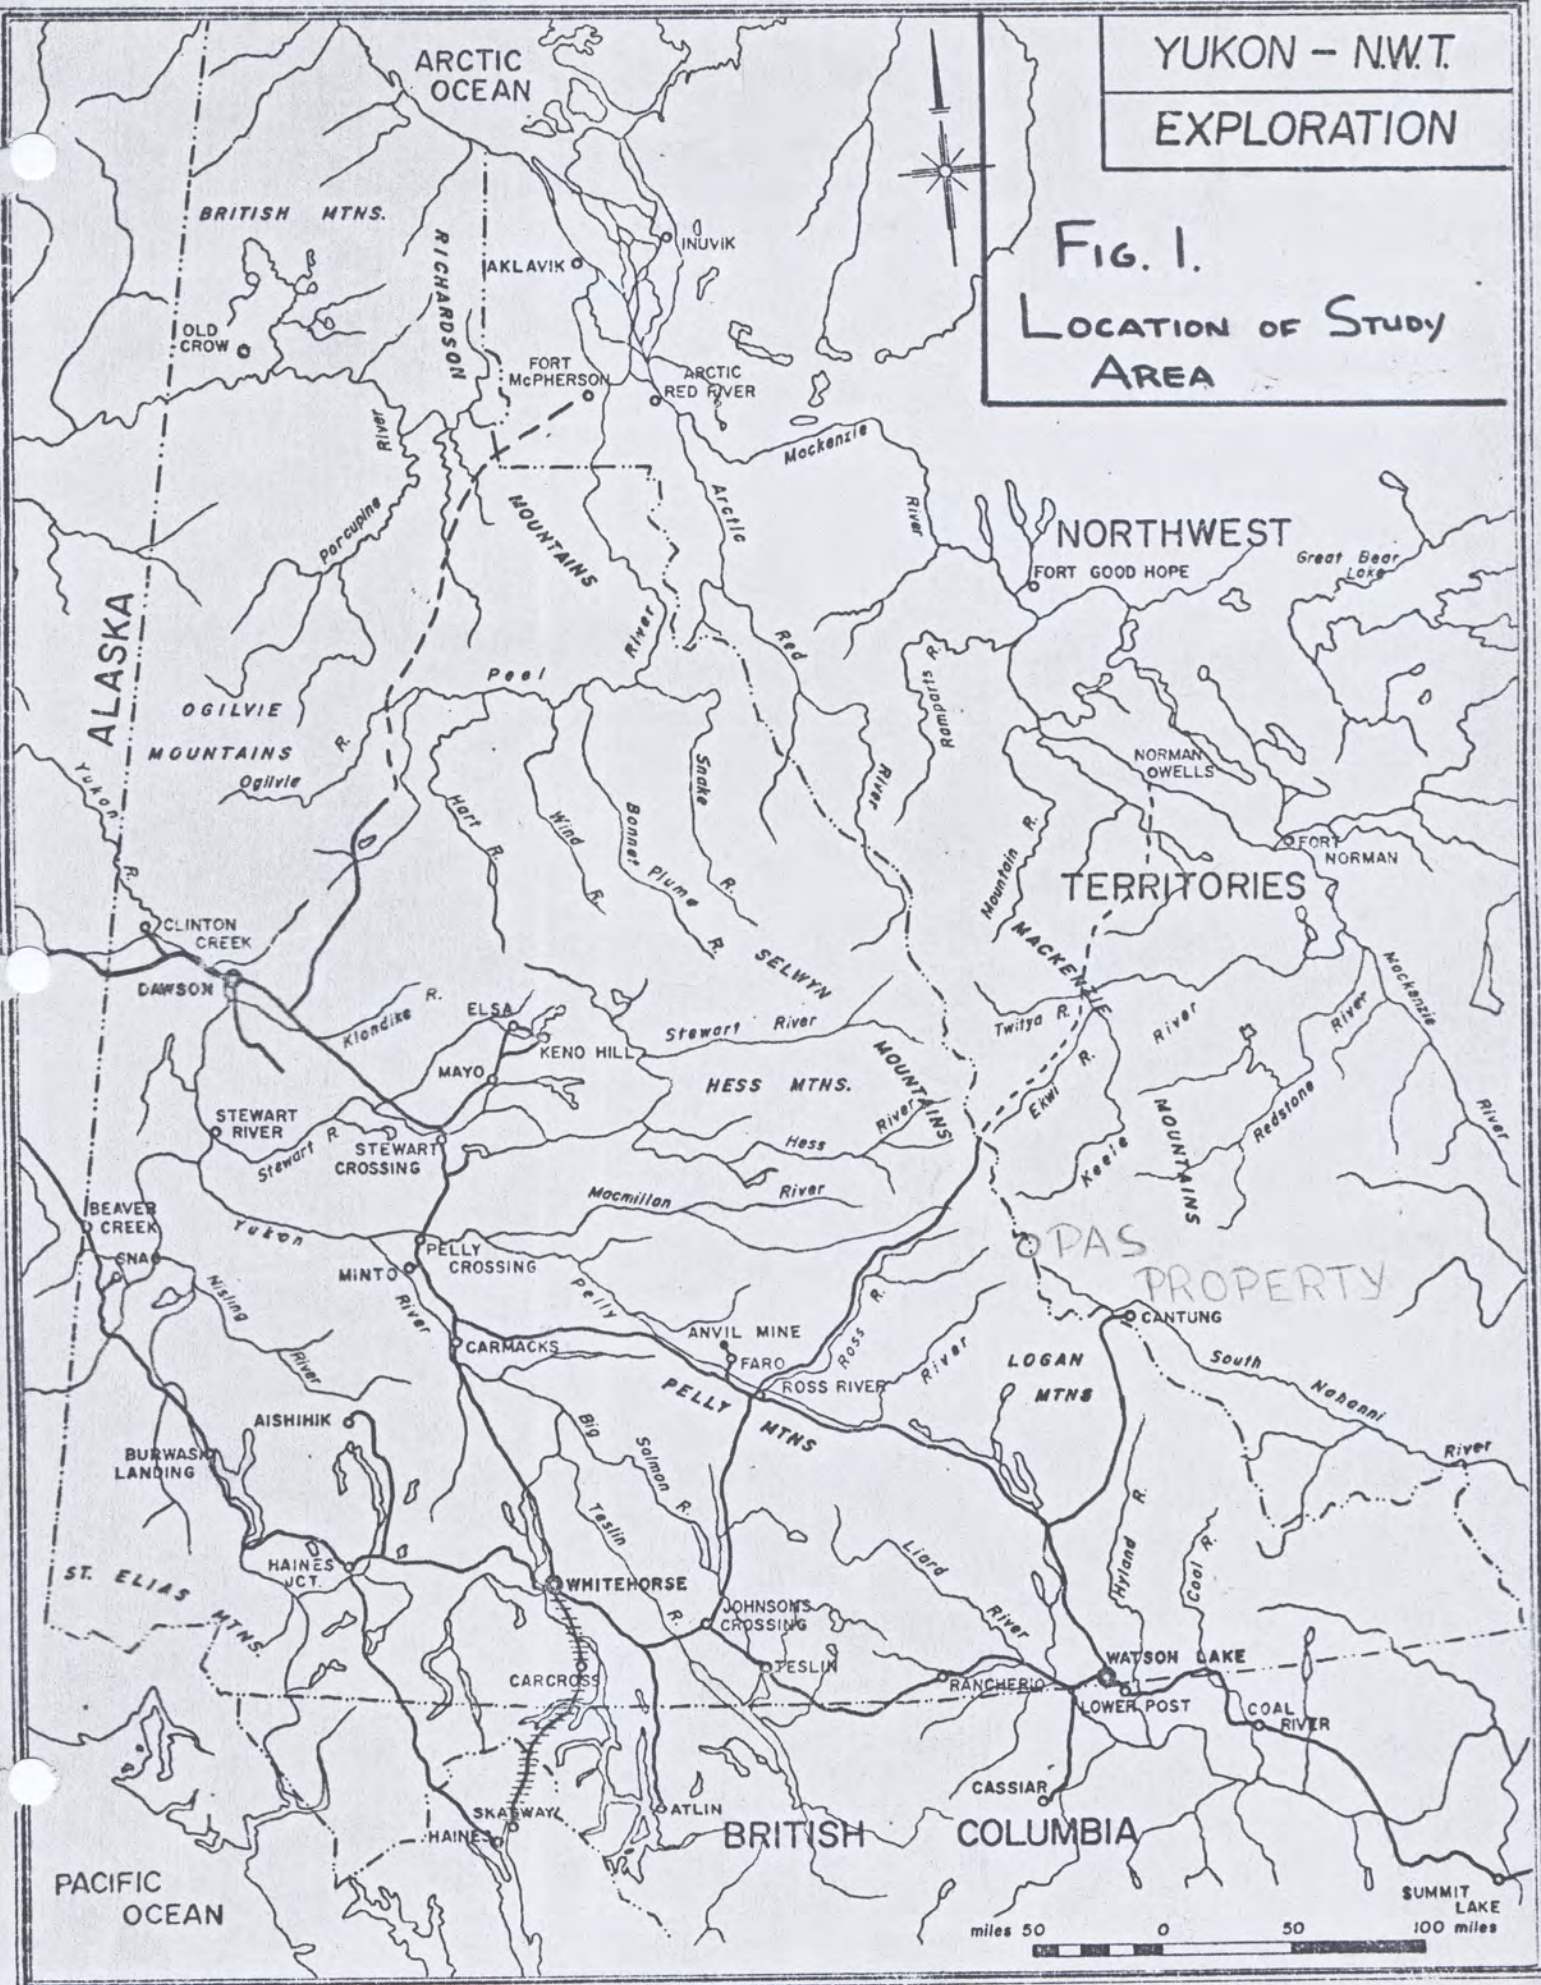 YUKON – N.W.T.
EXPLORATION
FIG. 1.
LOCATION OF STUDY
AREA
ARCTIC
OCEAN
BRITISH MTNS.
RICHARDSON
INUVIK
AKLAVIK
OLD
CROW
FORT
McPHERSON
ARCTIC
RED RIVER
River
Mackenzie
Porcupine
MOUNTAINS
Arctic
River
NORTHWEST
Great Bear
Lake
FORT GOOD HOPE
ALASKA
River
Red
Peel
Ramparts R.
OGILVIE
MOUNTAINS
R.
Ogilvie
Yukon
R.
Hart
R.
Wind
R.
Bonnet Plume
R.
Snake
R.
River
NORMAN
WELLS
Mountain R.
FORT
NORMAN
TERRITORIES
CLINTON
CREEK
DAWSON
SELWYN
MACKENZIE
Mackenzie
Klondike R.
ELSA
KENO HILL
MAYO
Stewart River
Twitya R.
River
River
HESS MTNS.
MOUNTAINS
Ekwi R.
STEWART
RIVER
Stewart R.
STEWART
CROSSING
Hess River
Keele
MOUNTAINS
Redstone
River
Macmillan River
BEAVER
CREEK
SNAG
Yukon
PELLY
CROSSING
MINTO
River
Nisling
River
Pelly
OPAS
PROPERTY
CANTUNG
CARMACKS
ANVIL MINE
FARO
ROSS RIVER
Ross R.
River
LOGAN
MTNS
South
Nahanni
River
PELLY
MTNS
AISHIHIK
BURWASH
LANDING
Big
Salmon R.
Teslin
R.
HAINES
JCT.
ST. ELIAS MTNS.
WHITEHORSE
JOHNSONS
CROSSING
Liard
River
Hyland R.
Coal R.
CARCROSS
TESLIN
RANCHERIO
WATSON LAKE
LOWER POST
COAL
RIVER
CASSIAR
SKAGWAY
HAINES
ATLIN
BRITISH COLUMBIA
PACIFIC
OCEAN
SUMMIT
LAKE
miles 50 0 50 100 miles